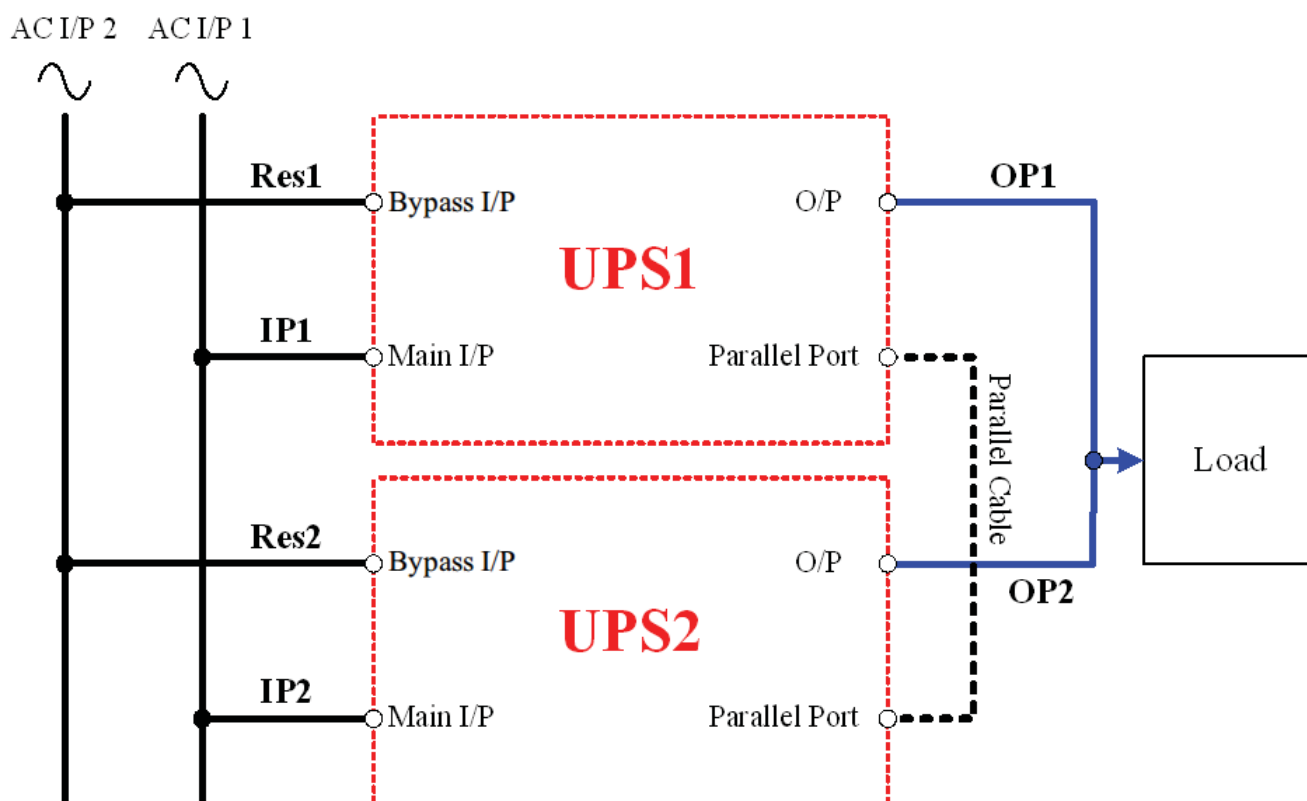 AC I/P 2
AC I/P 1
Res1
OP1
Bypass I/P
O/P
UPS1
IP1
Main I/P
Parallel Port
Parallel Cable
Load
Res2
Bypass I/P
O/P
OP2
UPS2
IP2
Main I/P
Parallel Port